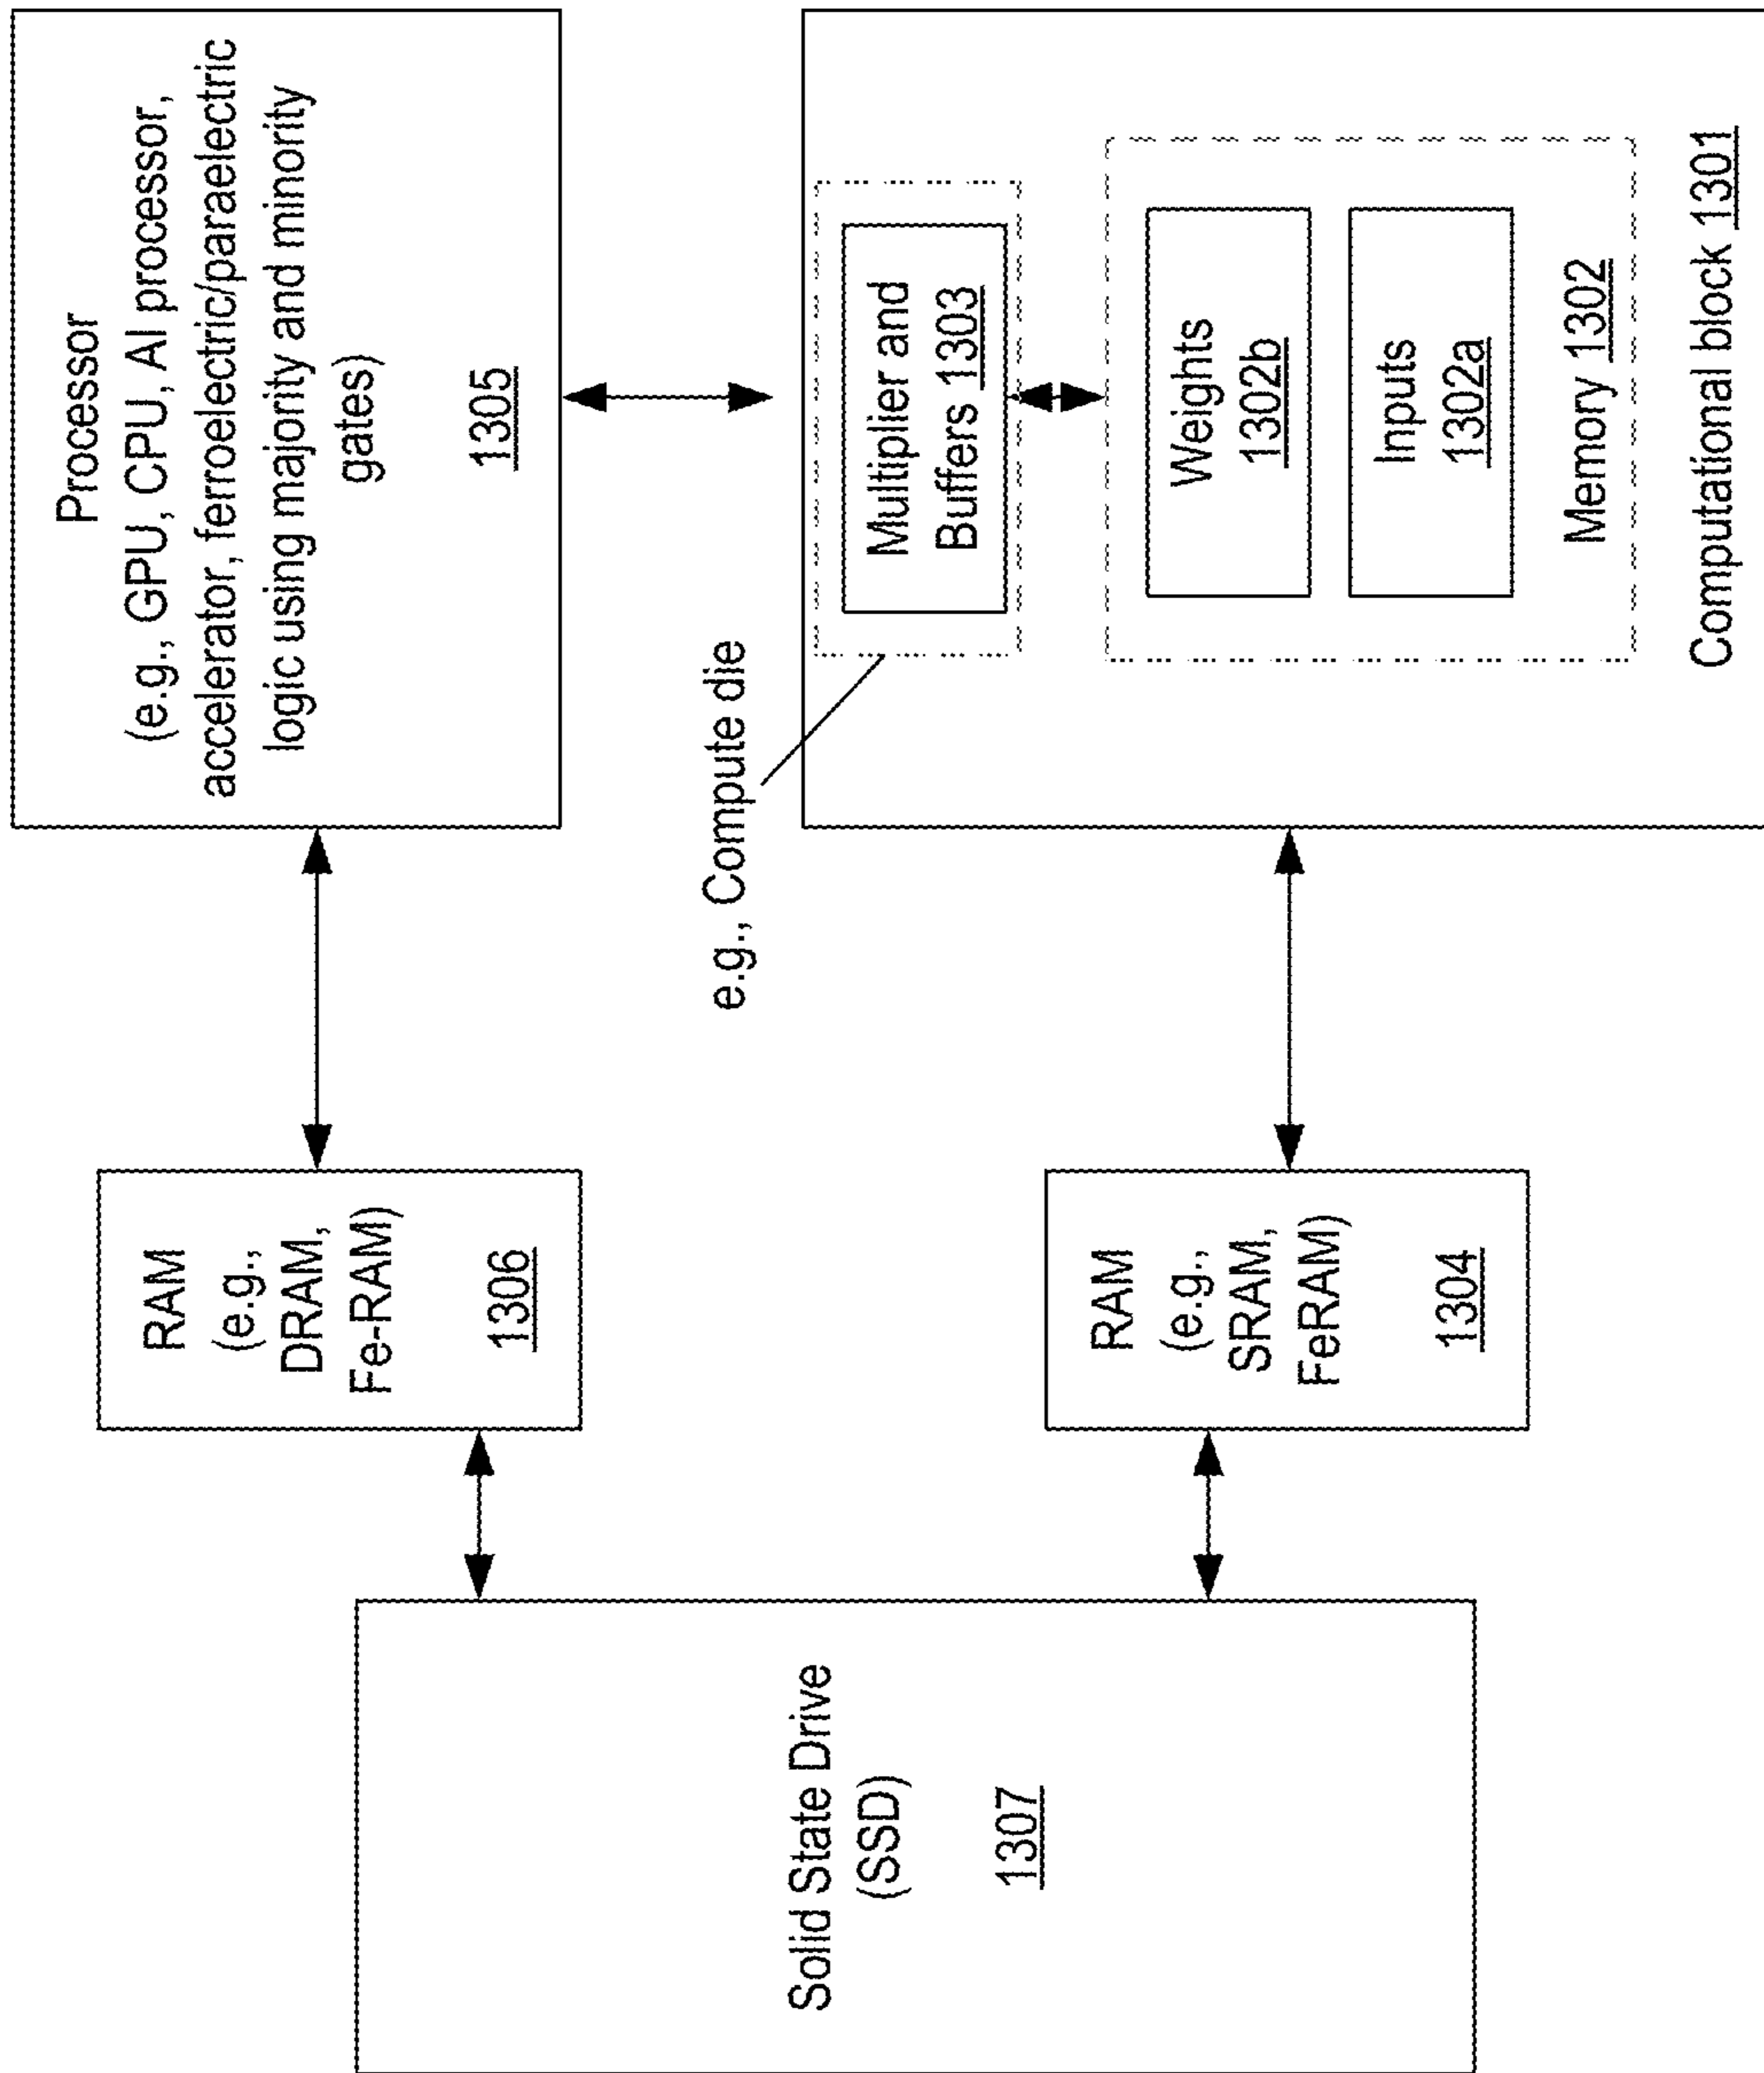 Solid State Drive
(SSD)
1307
RAM
(e.g.,
DRAM,
Fe-RAM)
1306
RAM
(e.g.,
SRAM,
FeRAM)
1304
Processor
(e.g., GPU, CPU, AI processor,
accelerator, ferroelectric/paraelectric
logic using majority and minority
gates)
1305
e.g., Compute die
Multiplier and
Buffers 1303
Weights
1302b
Inputs
1302a
Memory 1302
Computational block 1301